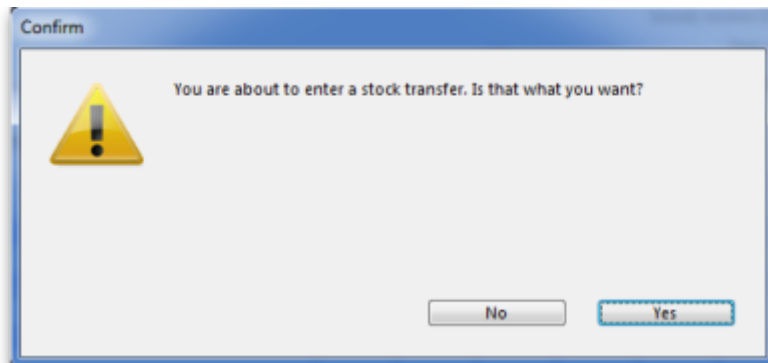 Confirm
You are about to enter a stock transfer. Is that what you want?
No
Yes